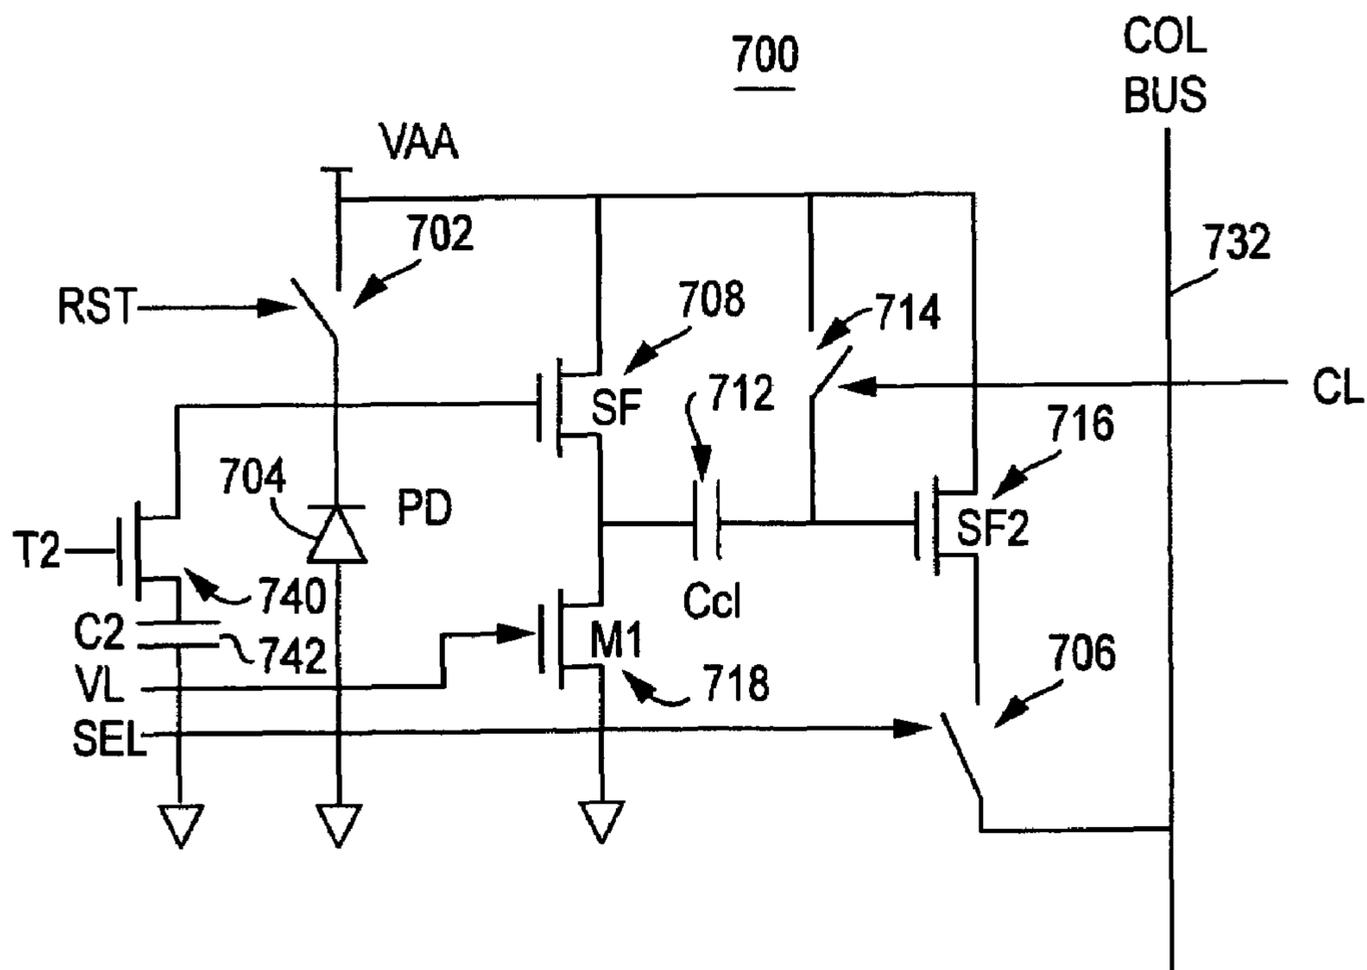 700
COL
BUS
VAA
702
732
RST
708
714
712
SF
CL
716
704
PD
SF2
T2
740
Ccl
C2
742
M1
706
VL
718
SEL